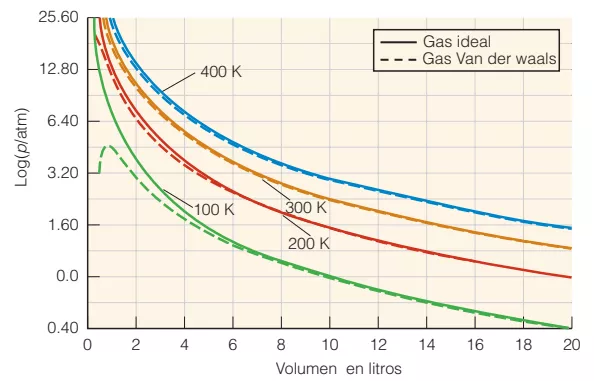 25.60
12.80
6.40
3.20
1.60
0.0
0.40
Log(p/atm)
Gas ideal
Gas Van der waals
400 K
300 K
100 K
200 K
0 2 4 6 8 10 12 14 16 18 20
Volumen en litros